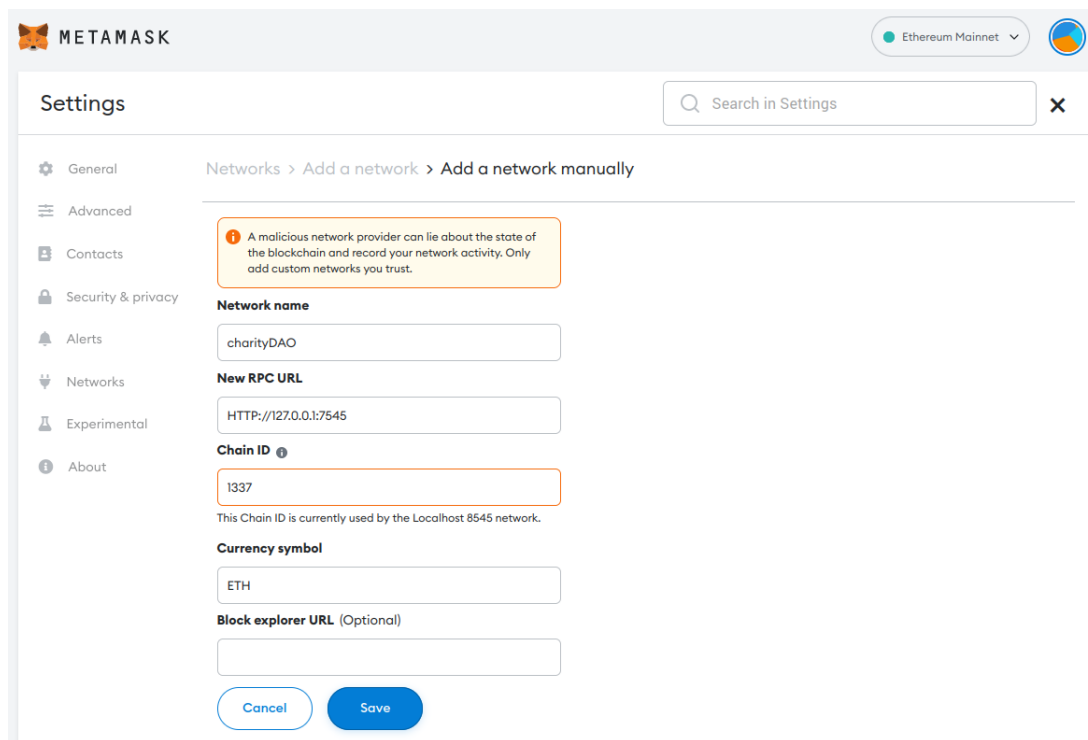 METAMASK
Ethereum Mainnet
Settings
Search in Settings
General
Advanced
Contacts
Security & privacy
Alerts
Networks
Experimental
About
Networks > Add a network > Add a network manually
A malicious network provider can lie about the state of
the blockchain and record your network activity. Only
add custom networks you trust.
Network name
charityDAO
New RPC URL
HTTP://127.0.0.1:7545
Chain ID
1337
This Chain ID is currently used by the Localhost 8545 network.
Currency symbol
ETH
Block explorer URL (Optional)
Cancel
Save